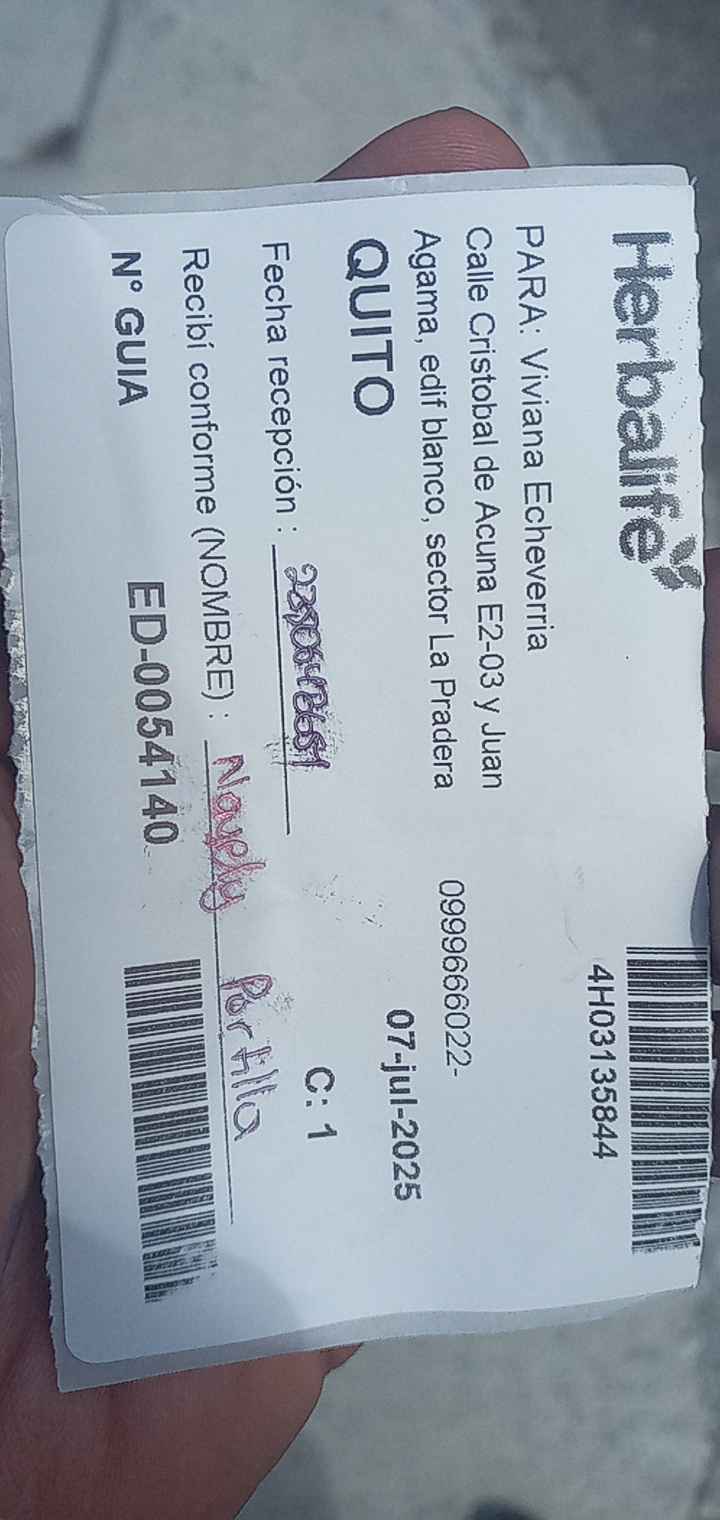 Herbalife
4H03135844
PARA: Viviana Echeverria
Calle Cristobal de Acuna E2-03 y Juan
Agama, edif blanco, sector La Pradera
0999666022-
QUITO
07-jul-2025
Fecha recepción :
C: 1
Recibí conforme (NOMBRE) : Nayely Portilla
N° GUIA ED-0054140